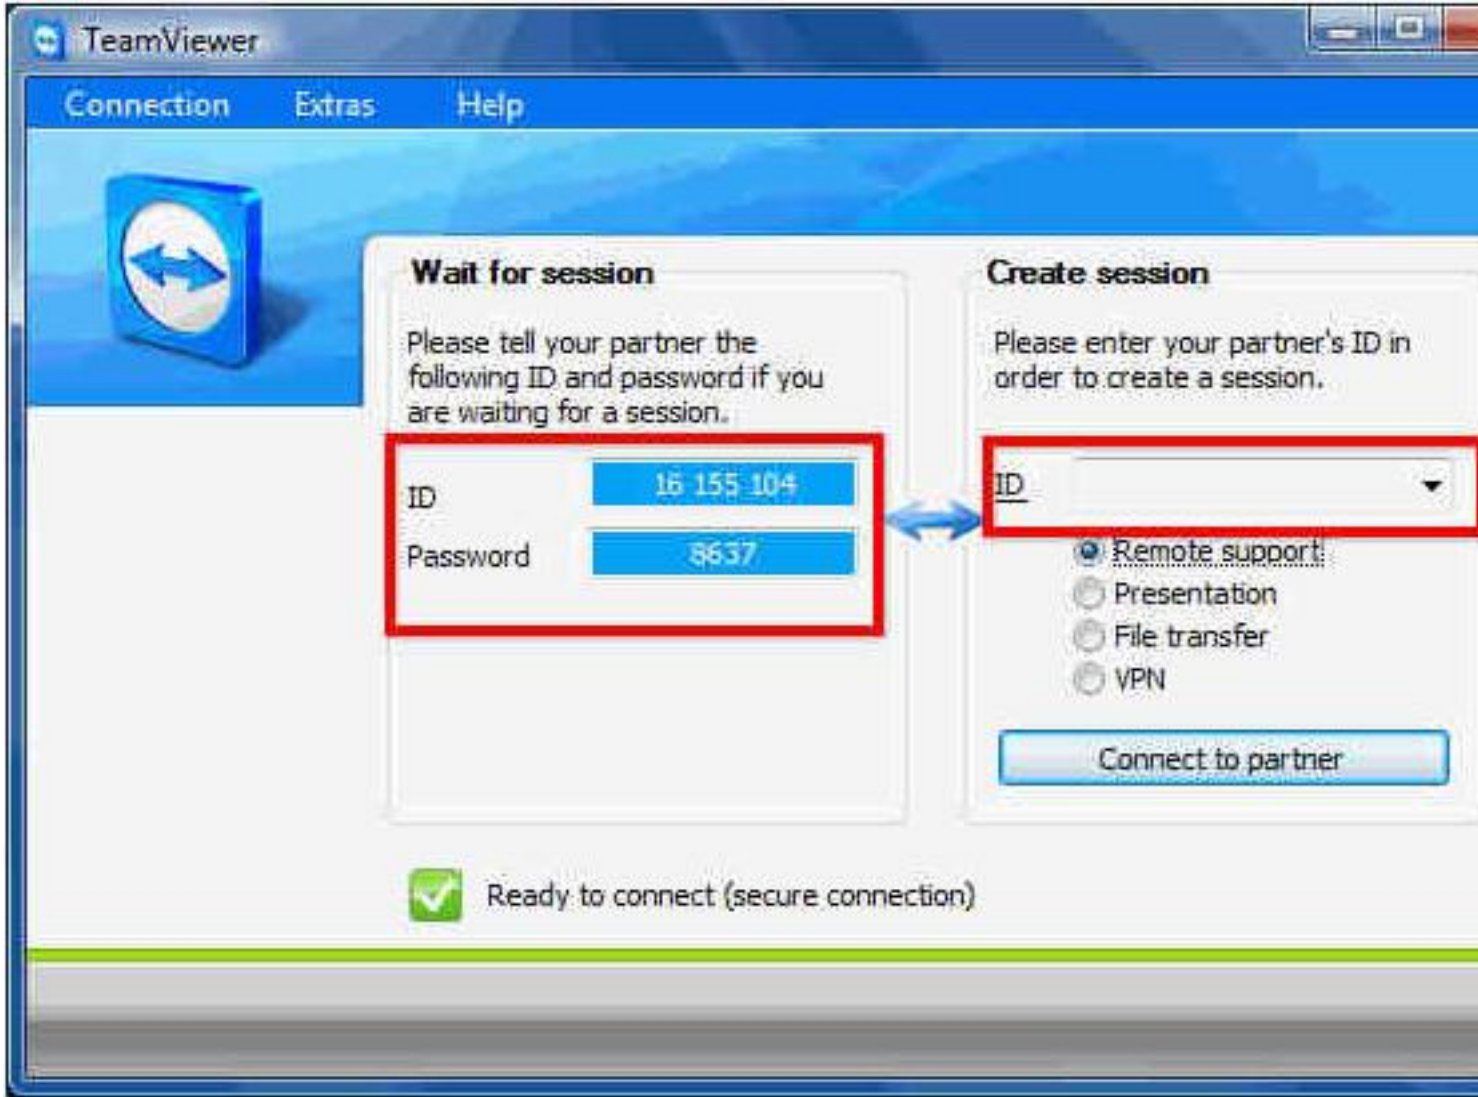 TeamViewer
Connection Extras Help
Wait for session
Please tell your partner the
following ID and password if you
are waiting for a session.
ID 16 155 104
Password 8637
Create session
Please enter your partner's ID in
order to create a session.
ID
Remote support
Presentation
File transfer
VPN
Connect to partner
Ready to connect (secure connection)